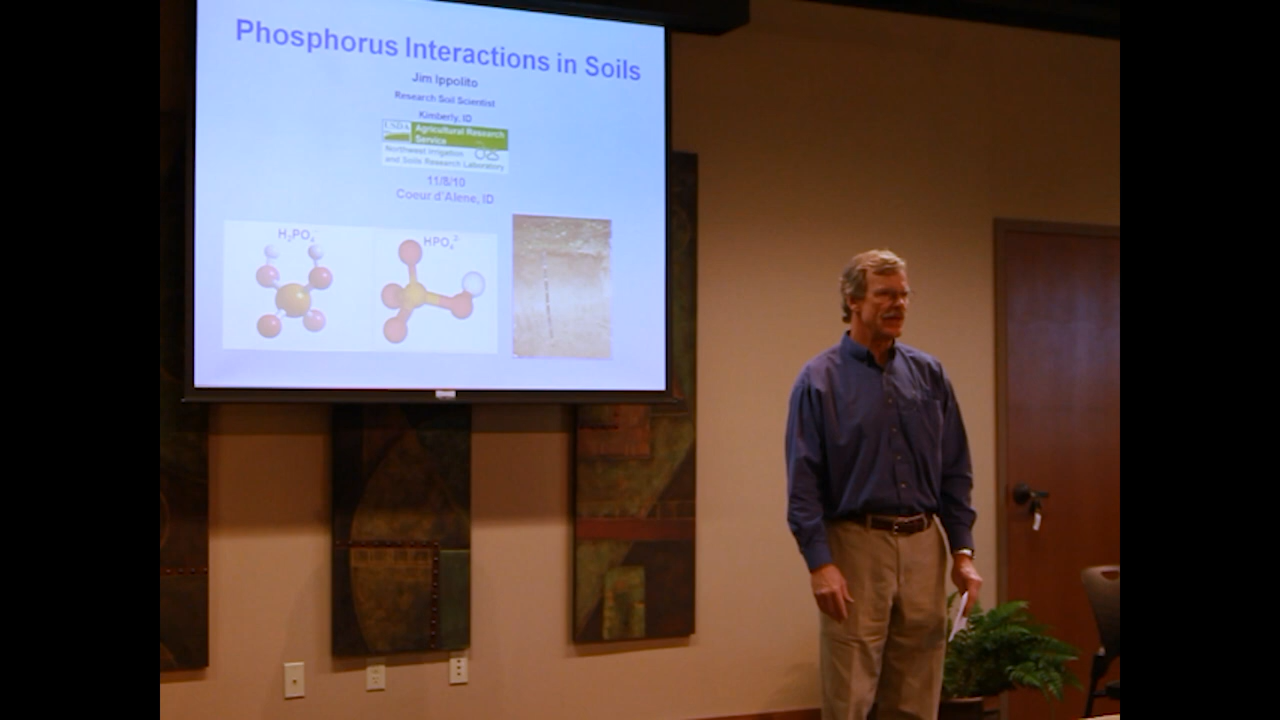 Phosphorus Interactions in Soils
Jim Ippolito
Research Soil Scientist
Kimberly, ID
USDA
Agricultural Research
Service
Northwest Irrigation
and Soils Research Laboratory
11/8/10
Coeur d'Alene, ID
H₂PO₄⁻
HPO₄²⁻